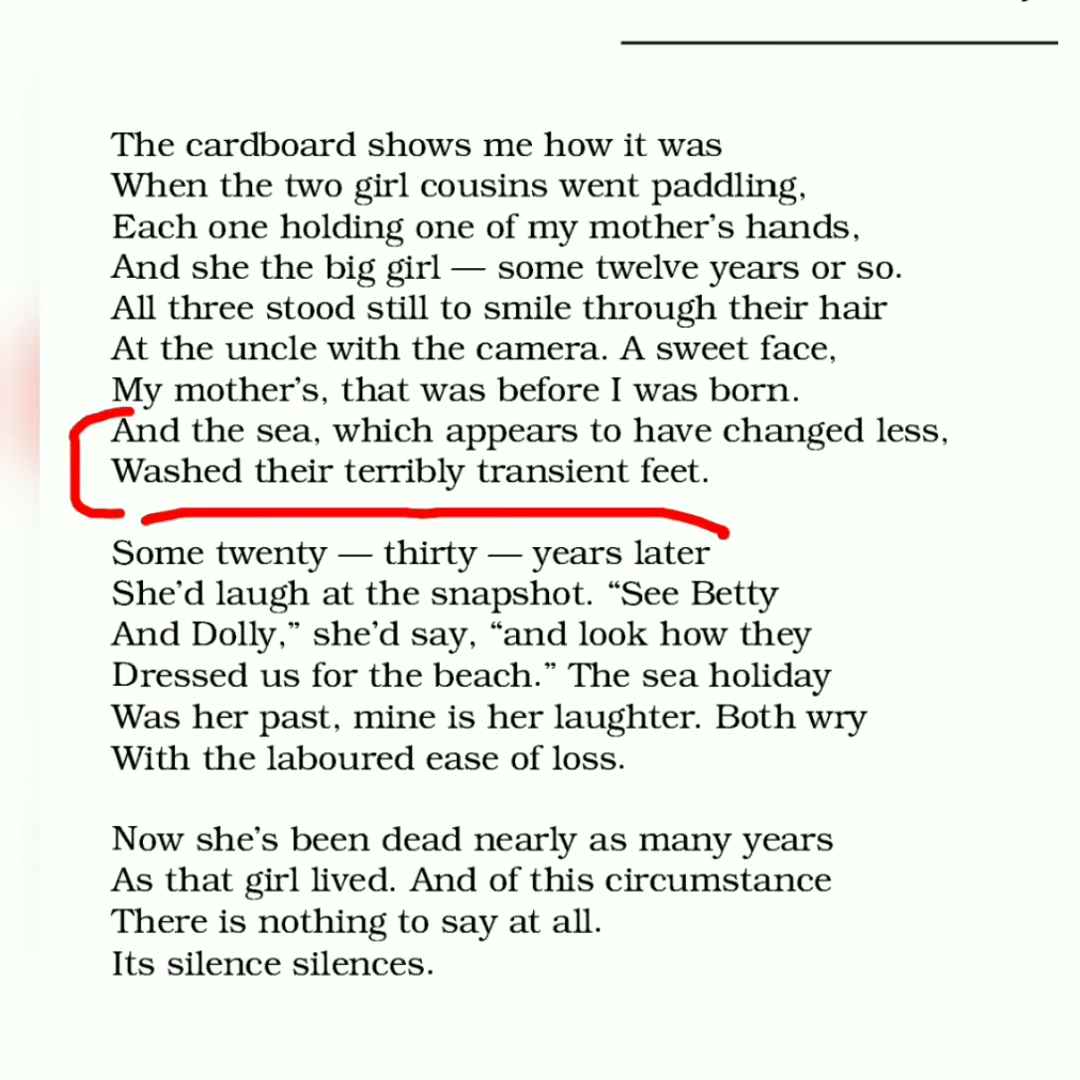 The cardboard shows me how it was
When the two girl cousins went paddling,
Each one holding one of my mother's hands,
And she the big girl — some twelve years or so.
All three stood still to smile through their hair
At the uncle with the camera. A sweet face,
My mother's, that was before I was born.
And the sea, which appears to have changed less,
Washed their terribly transient feet.
Some twenty — thirty — years later
She'd laugh at the snapshot. “See Betty
And Dolly,” she'd say, “and look how they
Dressed us for the beach.” The sea holiday
Was her past, mine is her laughter. Both wry
With the laboured ease of loss.
Now she's been dead nearly as many years
As that girl lived. And of this circumstance
There is nothing to say at all.
Its silence silences.